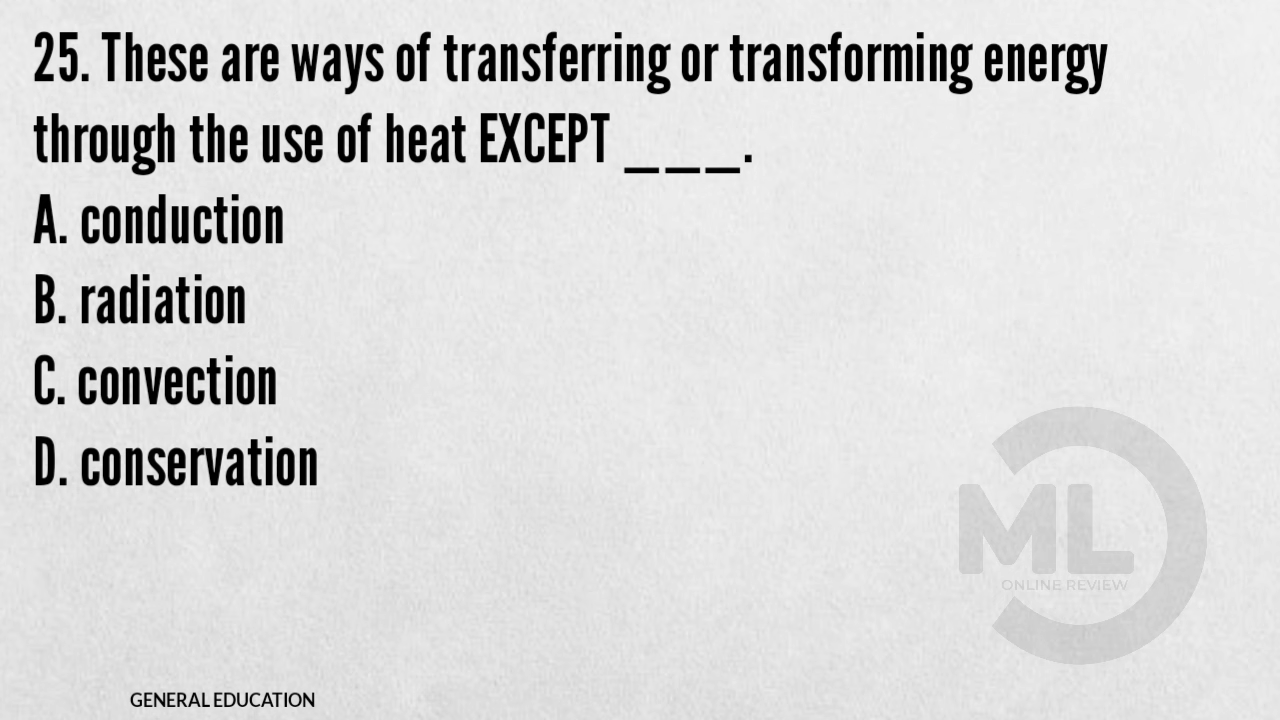 25. These are ways of transferring or transforming energy
through the use of heat EXCEPT ___.
A. conduction
B. radiation
C. convection
D. conservation
ML
ONLINE REVIEW
GENERAL EDUCATION